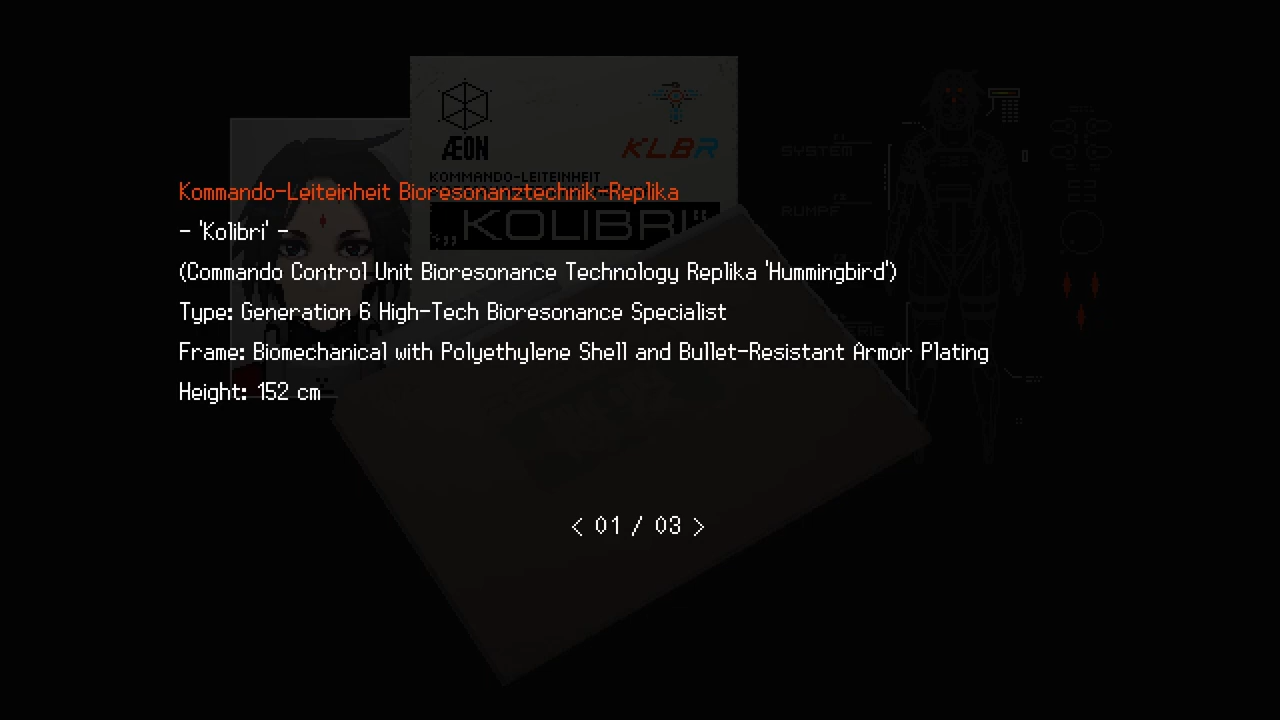 ÆON
KLBR
KOMMANDO-LEITEINHEIT
Kommando-Leiteinheit Bioresonanztechnik-Replika
„KOLIBRI“
- 'Kolibri' -
(Commando Control Unit Bioresonance Technology Replika 'Hummingbird')
Type: Generation 6 High-Tech Bioresonance Specialist
Frame: Biomechanical with Polyethylene Shell and Bullet-Resistant Armor Plating
Height: 152 cm
SYSTEM
RUMPF
< 01 / 03 >